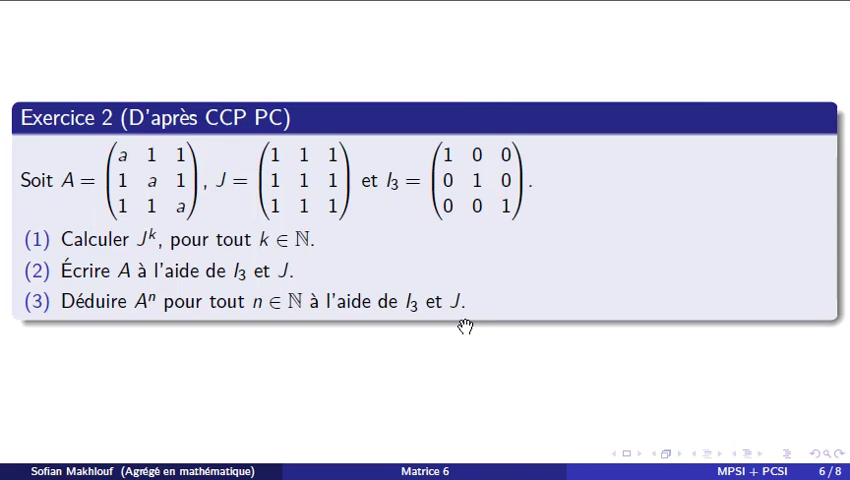 Exercice 2 (D'après CCP PC)
Soit A = (a 1 1; 1 a 1; 1 1 a), J = (1 1 1; 1 1 1; 1 1 1) et I₃ = (1 0 0; 0 1 0; 0 0 1).
(1) Calculer Jᵏ, pour tout k ∈ ℕ.
(2) Écrire A à l'aide de I₃ et J.
(3) Déduire Aⁿ pour tout n ∈ ℕ à l'aide de I₃ et J.
Sofian Makhlouf (Agrégé en mathématique) Matrice 6 MPSI + PCSI 6 / 8